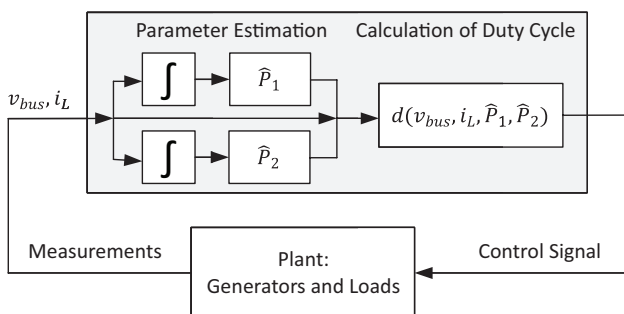 Parameter Estimation
Calculation of Duty Cycle
v_bus, i_L
∫
P̂_1
∫
P̂_2
d(v_bus, i_L, P̂_1, P̂_2)
Measurements
Plant:
Generators and Loads
Control Signal